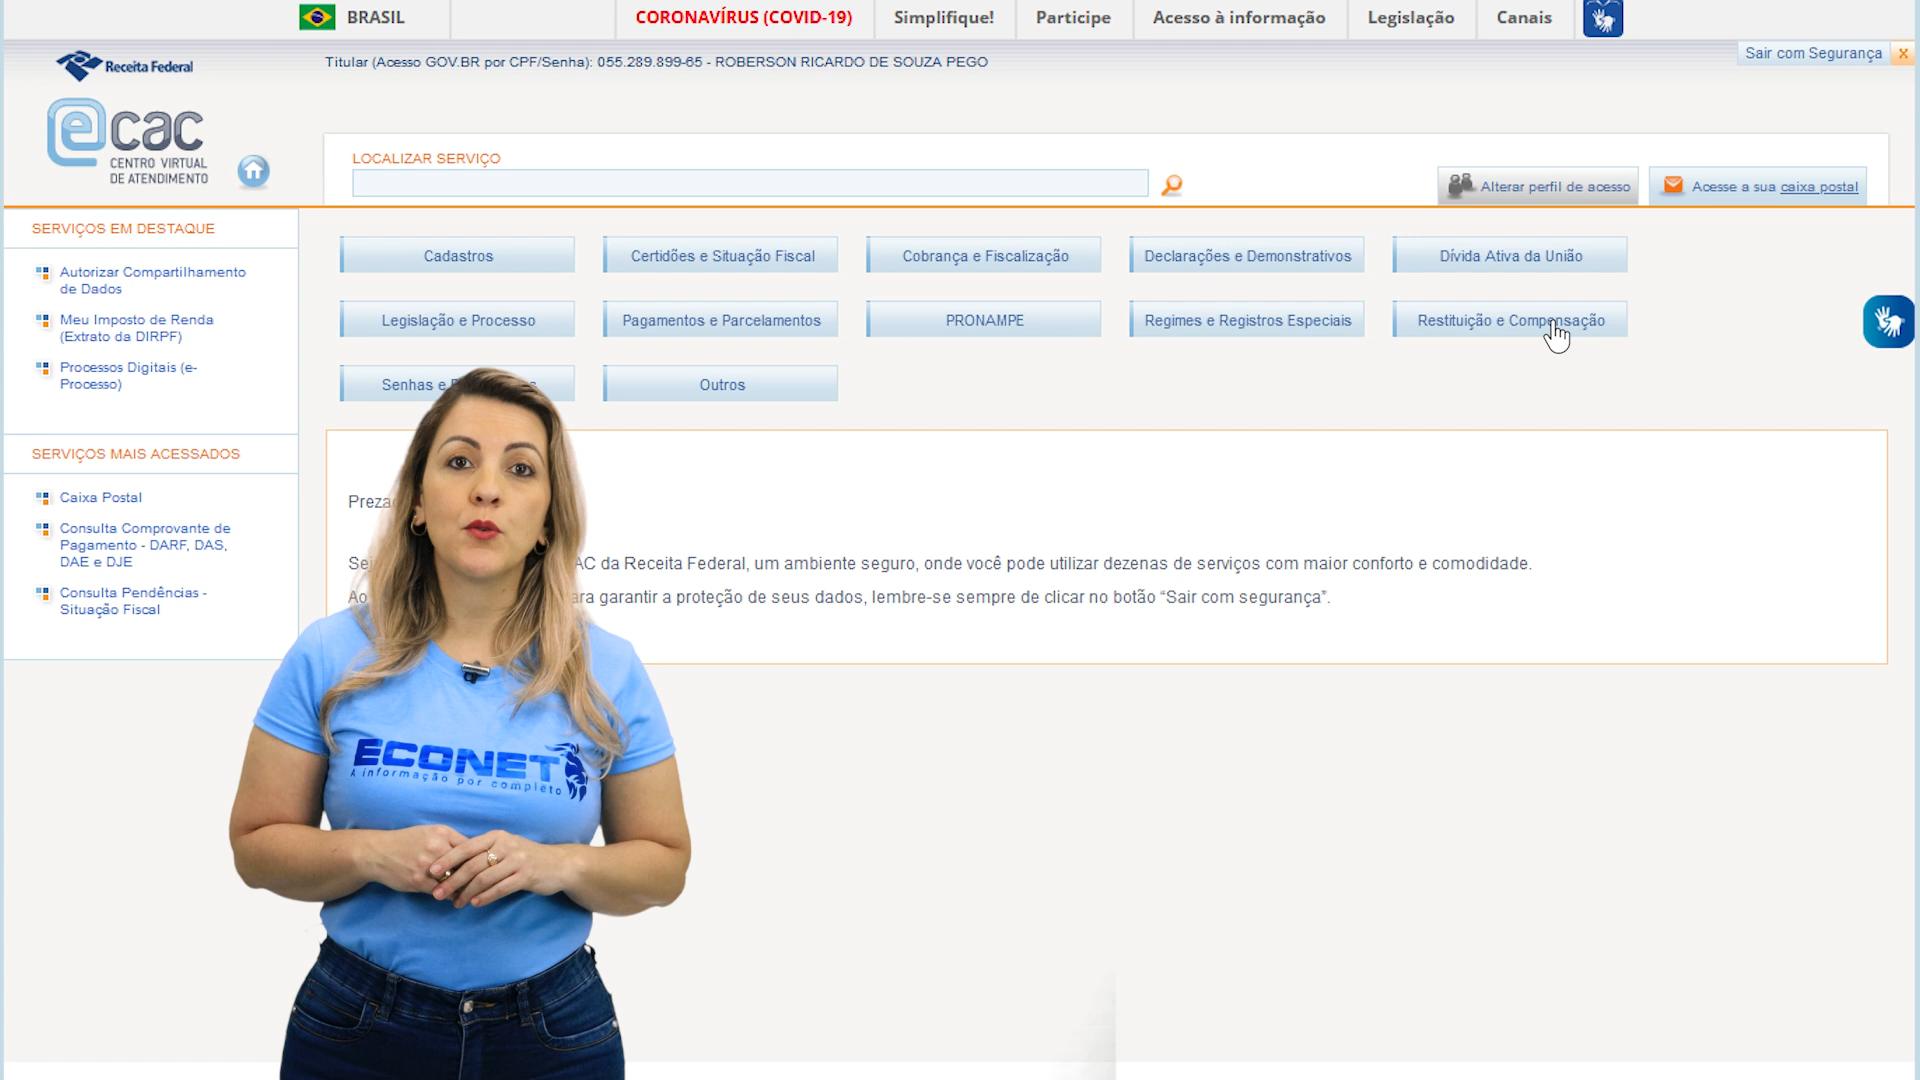 BRASIL
CORONAVÍRUS (COVID-19)
Simplifique!
Participe
Acesso à informação
Legislação
Canais
Receita Federal
Titular (Acesso GOV.BR por CPF/Senha): 055.289.899-65 - ROBERSON RICARDO DE SOUZA PEGO
Sair com Segurança
X
ecac
CENTRO VIRTUAL
DE ATENDIMENTO
LOCALIZAR SERVIÇO
Alterar perfil de acesso
Acesse a sua caixa postal
SERVIÇOS EM DESTAQUE
Autorizar Compartilhamento
de Dados
Meu Imposto de Renda
(Extrato da DIRPF)
Processos Digitais (e-
Processo)
SERVIÇOS MAIS ACESSADOS
Caixa Postal
Consulta Comprovante de
Pagamento - DARF, DAS,
DAE e DJE
Consulta Pendências -
Situação Fiscal
Cadastros
Certidões e Situação Fiscal
Cobrança e Fiscalização
Declarações e Demonstrativos
Dívida Ativa da União
Legislação e Processo
Pagamentos e Parcelamentos
PRONAMPE
Regimes e Registros Especiais
Restituição e Compensação
Senhas e
Outros
AC da Receita Federal, um ambiente seguro, onde você pode utilizar dezenas de serviços com maior conforto e comodidade.
Ao
garantir a proteção de seus dados, lembre-se sempre de clicar no botão “Sair com segurança”.
ECONET
A informação por completo